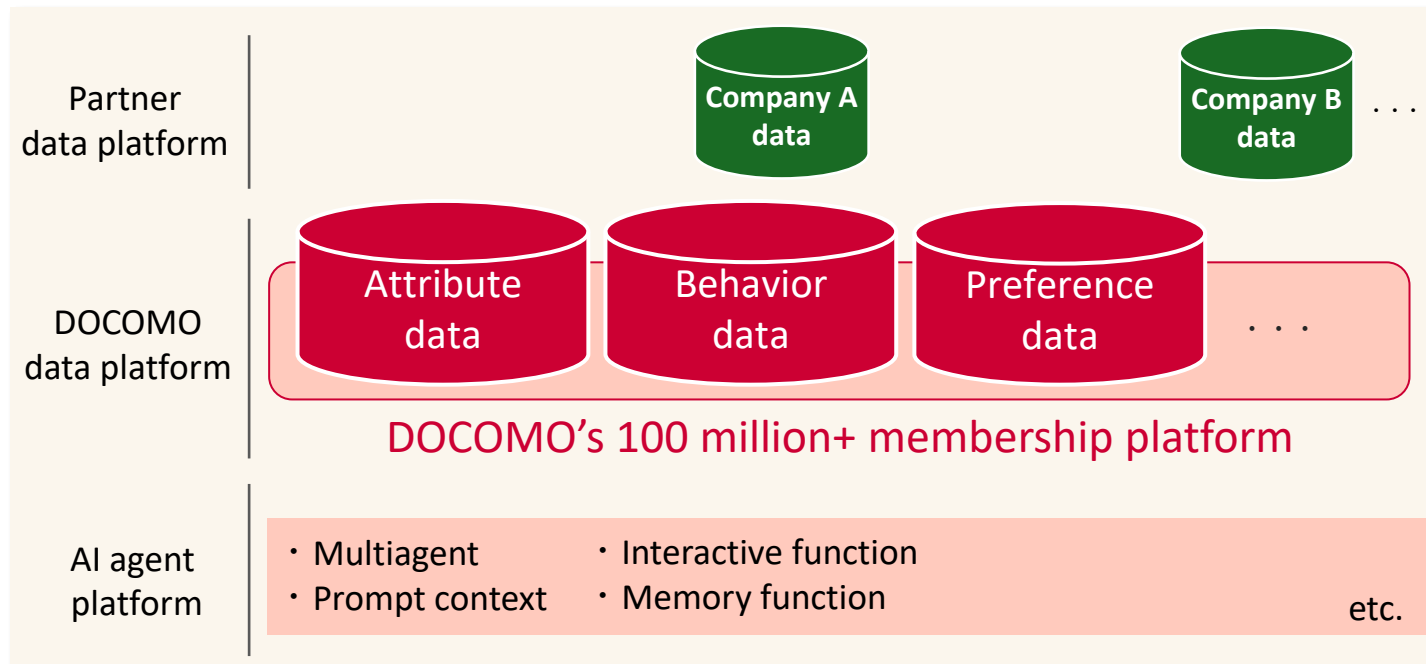 Partner
data platform
Company A
data
Company B
data
· · ·
DOCOMO
data platform
Attribute
data
Behavior
data
Preference
data
· · ·
DOCOMO’s 100 million+ membership platform
AI agent
platform
・Multiagent
・Prompt context
・Interactive function
・Memory function
etc.